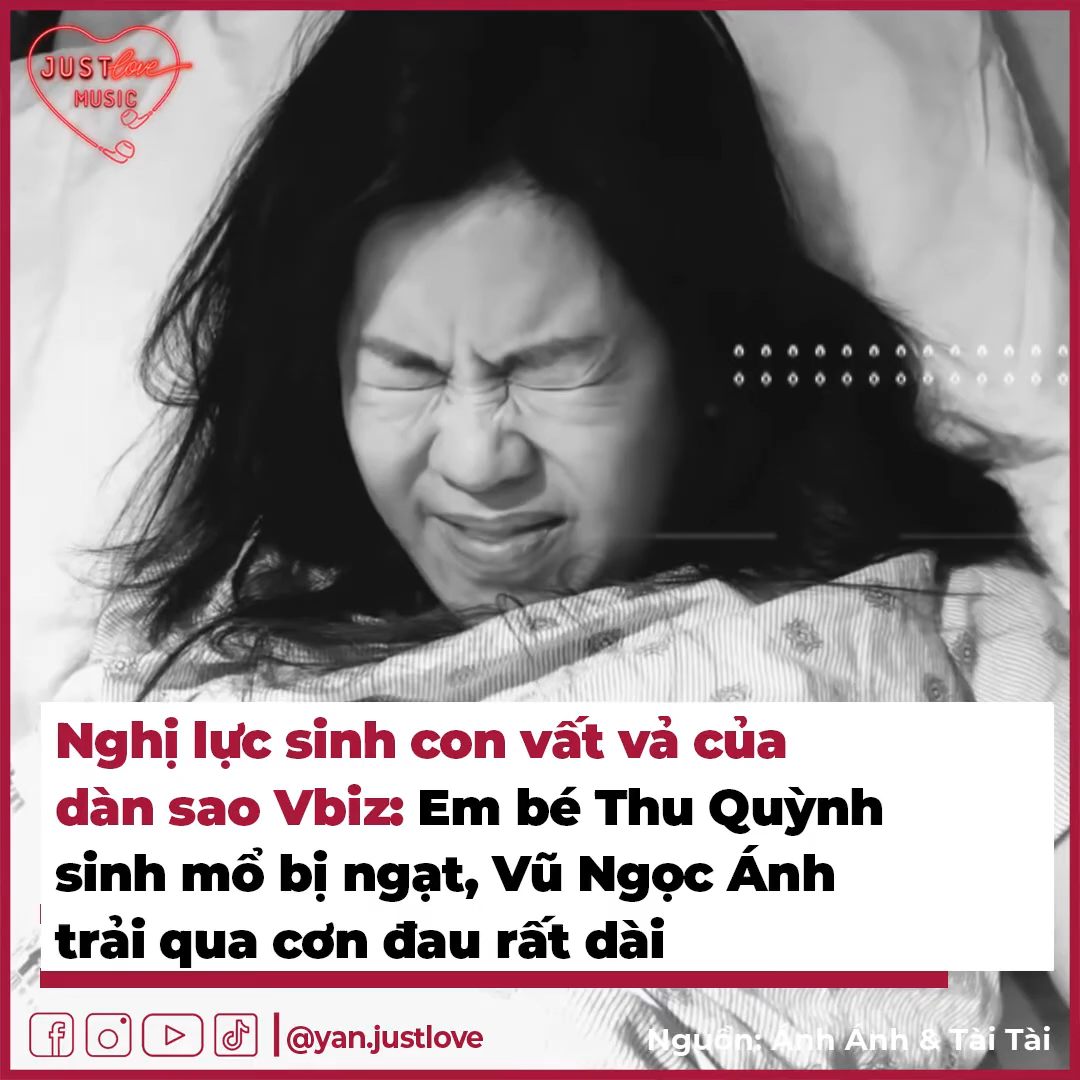 JUST love
MUSIC
Nghị lực sinh con vất vả của
dàn sao Vbiz: Em bé Thu Quỳnh
sinh mổ bị ngạt, Vũ Ngọc Ánh
trải qua cơn đau rất dài
@yan.justlove
Nguồn: Ánh Ánh & Tài Tài